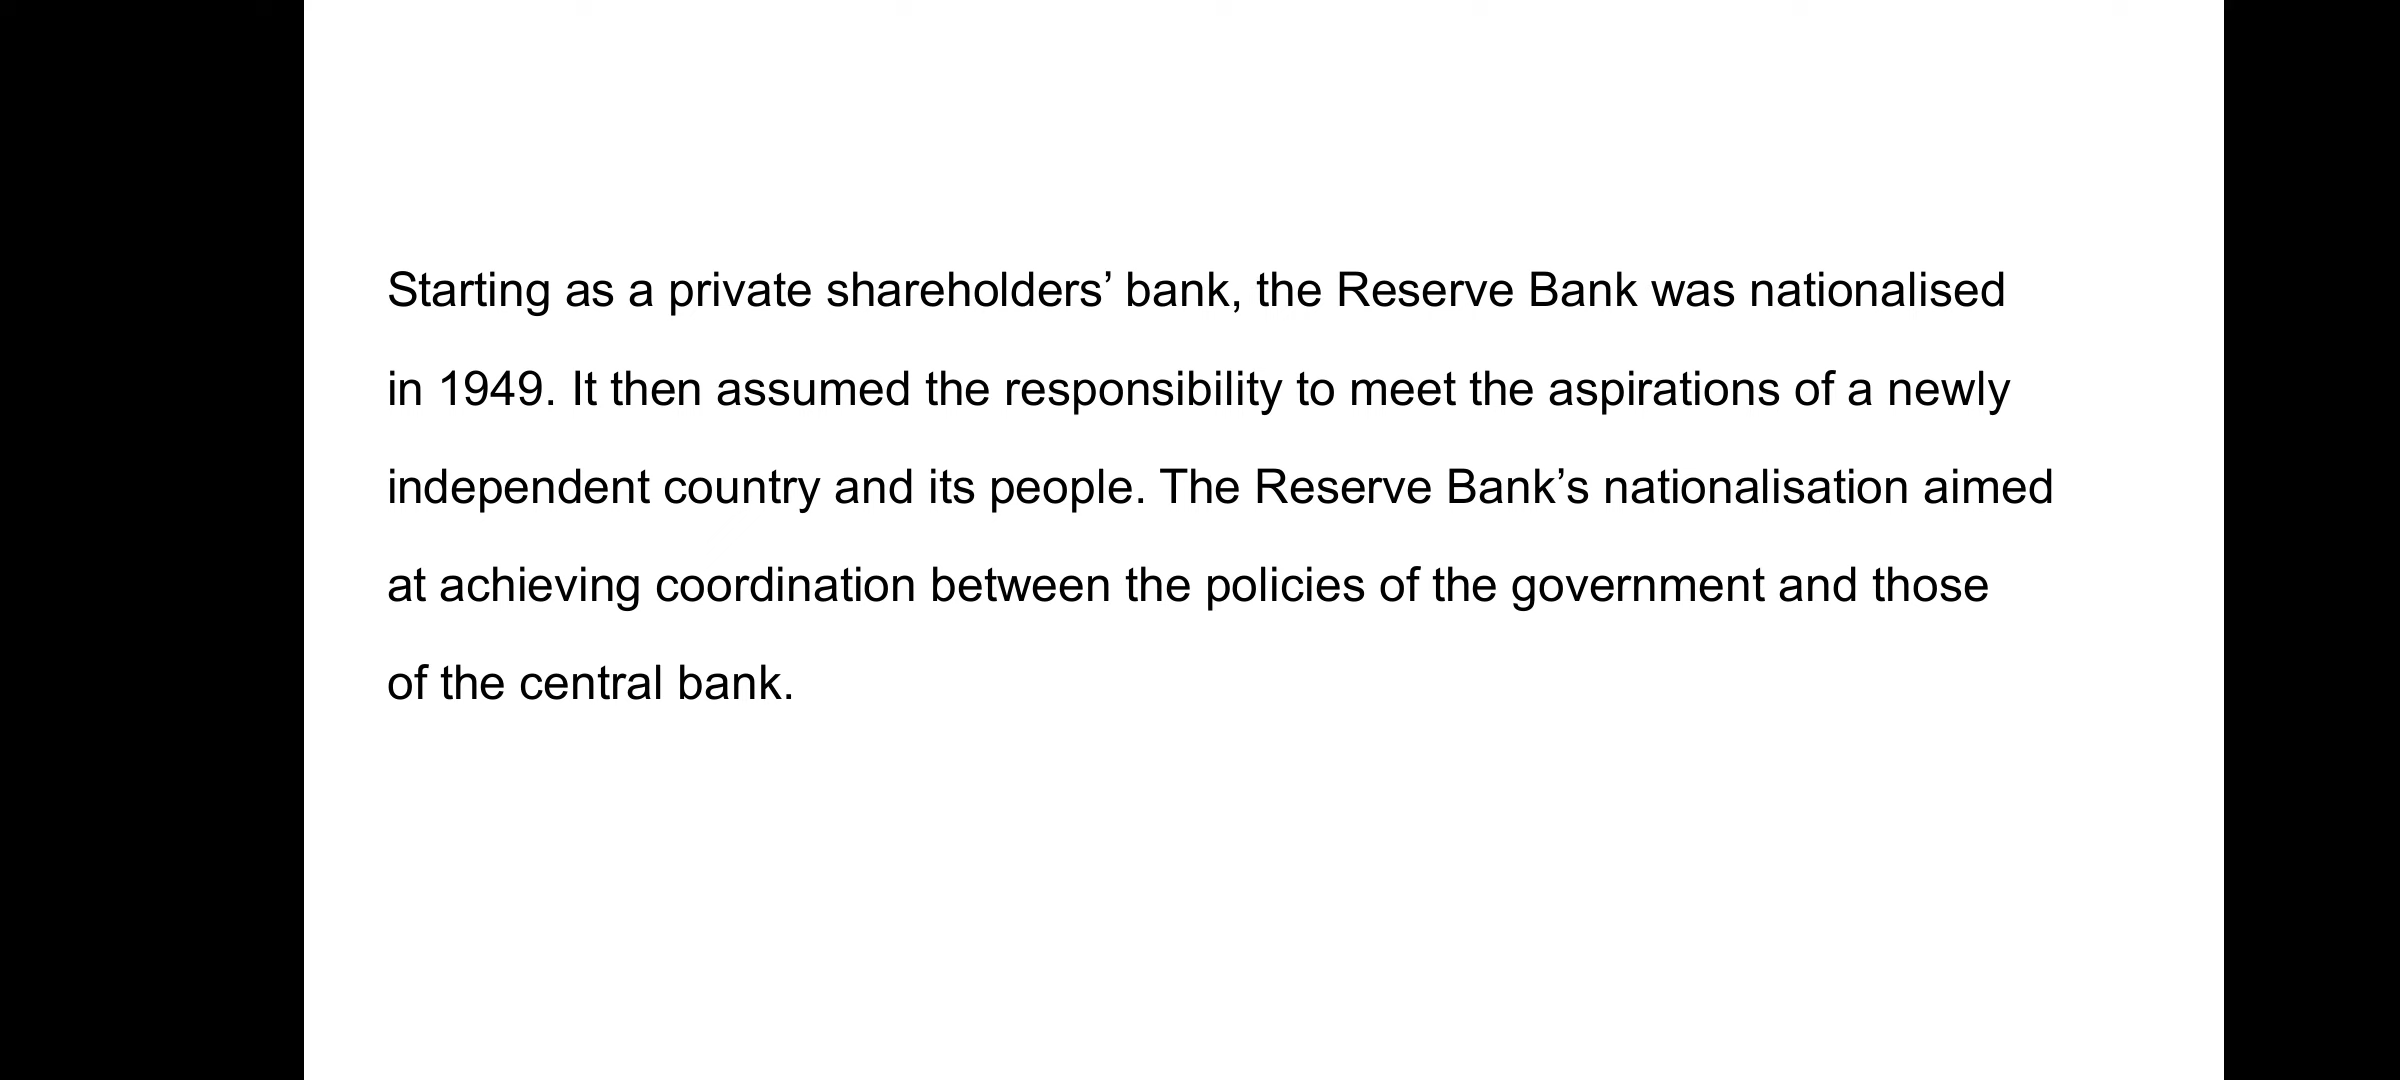 Starting as a private shareholders’ bank, the Reserve Bank was nationalised
in 1949. It then assumed the responsibility to meet the aspirations of a newly
independent country and its people. The Reserve Bank’s nationalisation aimed
at achieving coordination between the policies of the government and those
of the central bank.